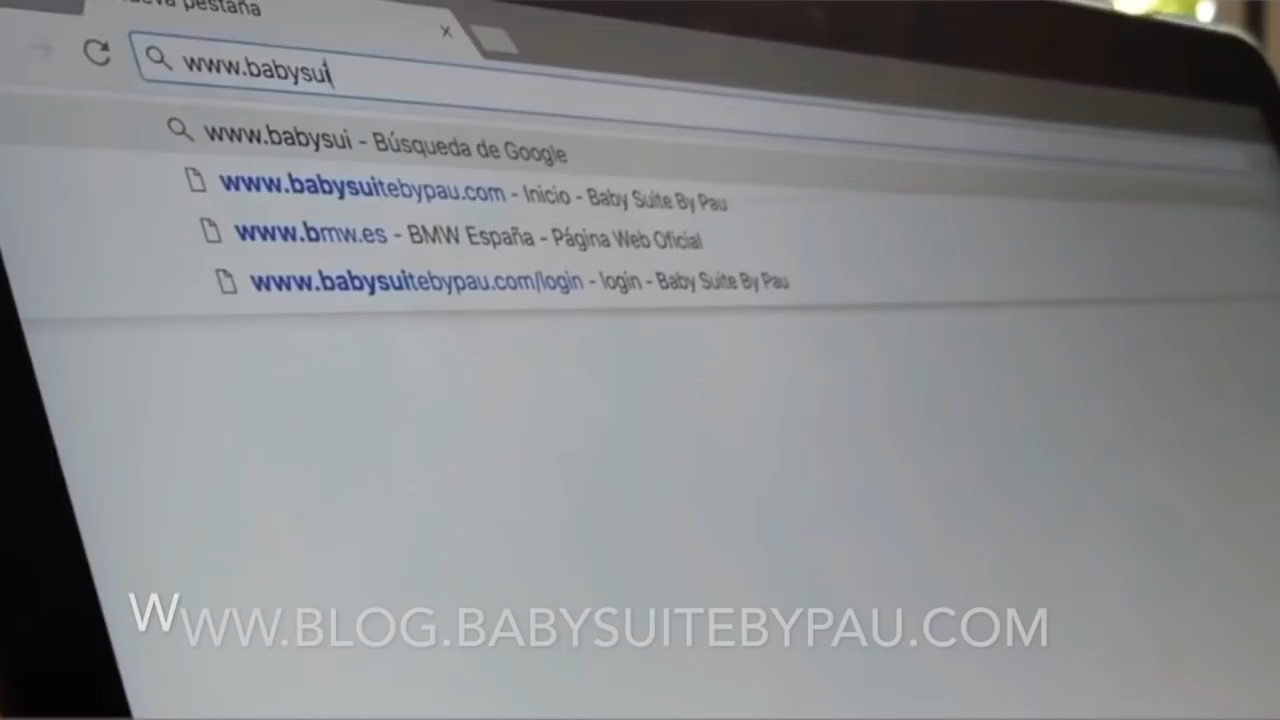 pestaña
www.babysui
www.babysui - Búsqueda de Google
www.babysuitebypau.com - Inicio - Baby Suite By Pau
www.bmw.es - BMW España - Página Web Oficial
www.babysuitebypau.com/login - login - Baby Suite By Pau
WWW.BLOG.BABYSUITEBYPAU.COM